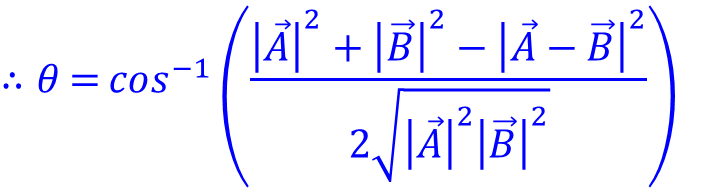 ∴ θ = cos⁻¹ ( (|A⃗|² + |B⃗|² − |A⃗ − B⃗|²) / (2√(|A⃗|²|B⃗|²)) )